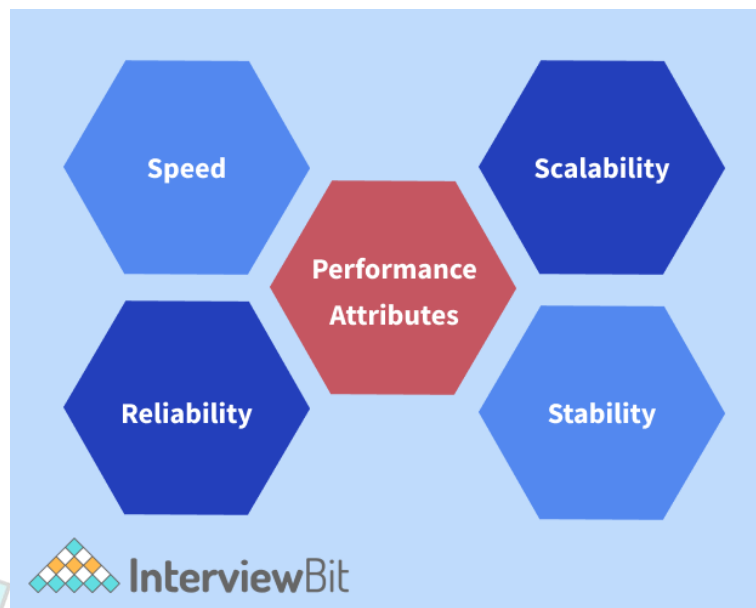 Speed
Scalability
Performance
Attributes
Reliability
Stability
InterviewBit